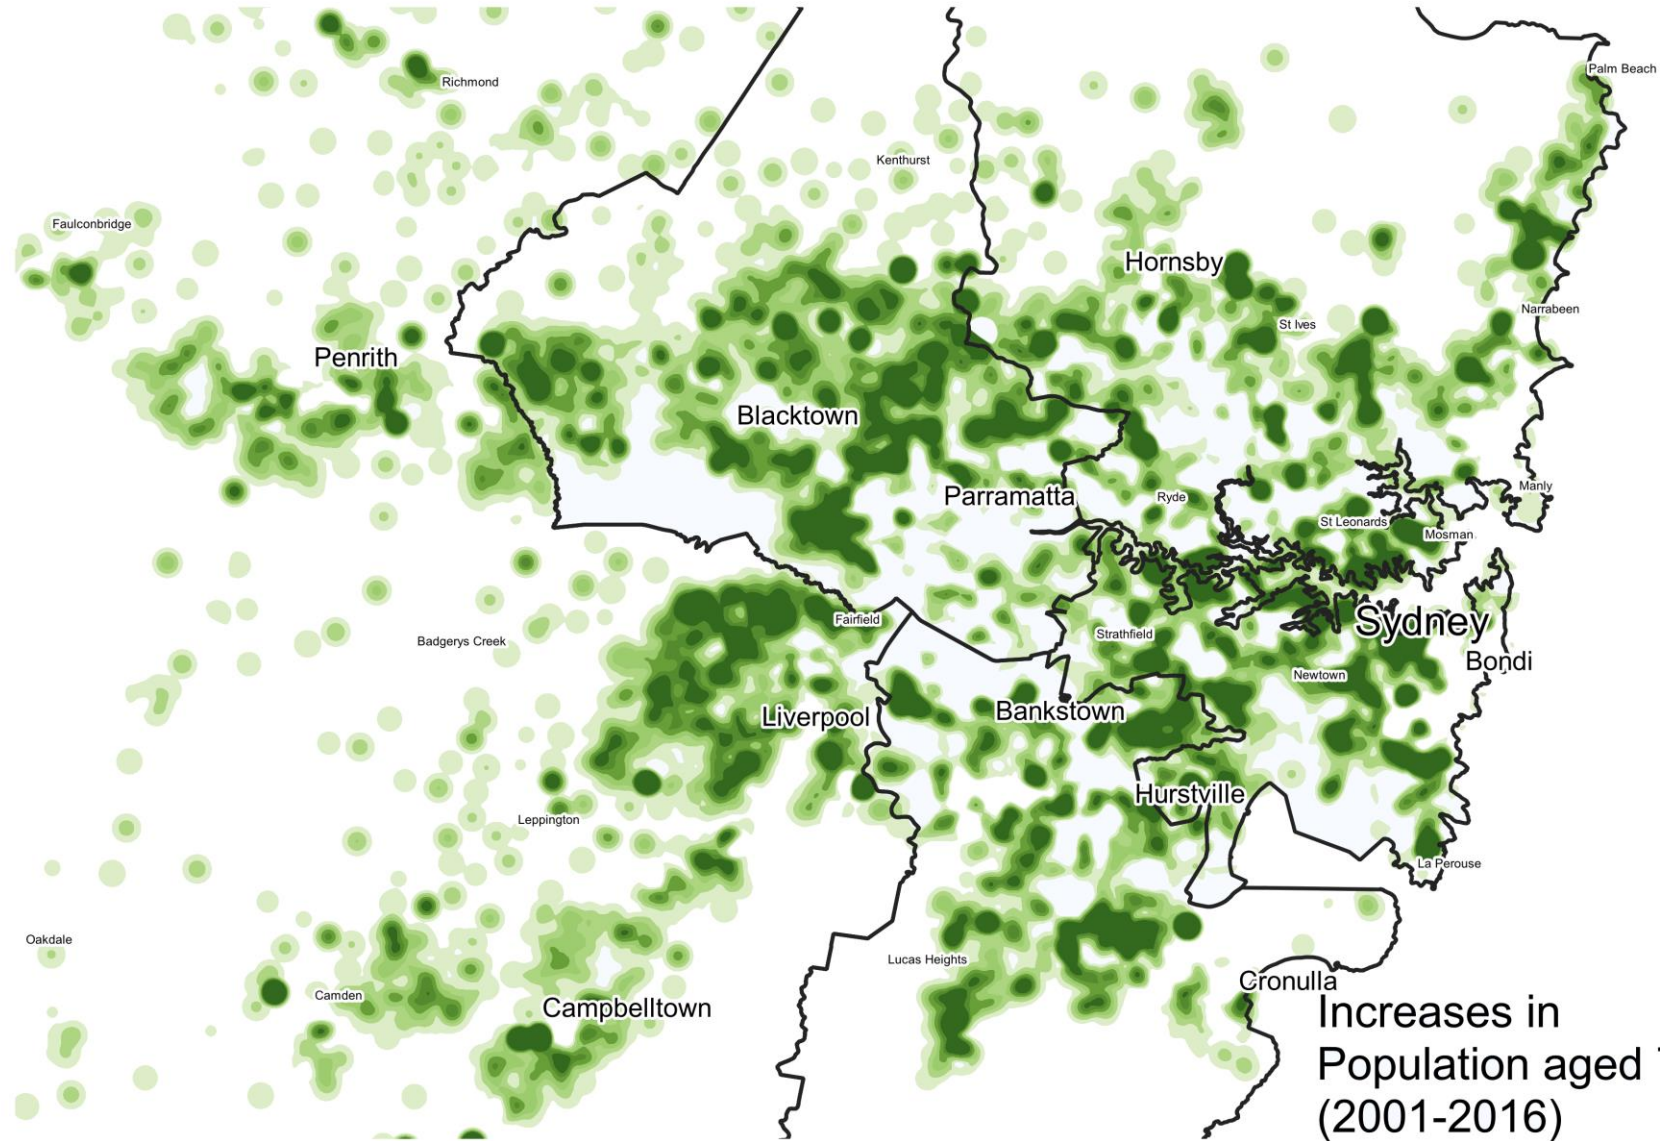 Palm Beach
Richmond
Kenthurst
Faulconbridge
Hornsby
Narrabeen
St Ives
Penrith
Blacktown
Manly
Parramatta
Ryde
St Leonards
Mosman
Fairfield
Sydney
Strathfield
Badgerys Creek
Bondi
Newtown
Liverpool
Bankstown
Hurstville
Leppington
La Perouse
Oakdale
Lucas Heights
Cronulla
Camden
Campbelltown
Increases in
Population aged
(2001-2016)